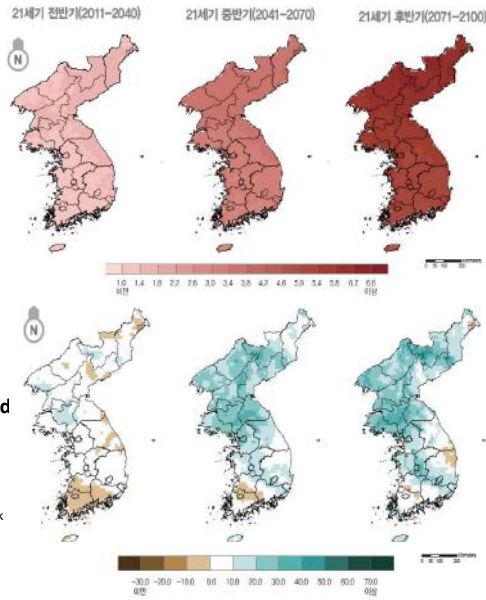 21세기 전반기(2011-2040) 21세기 중반기(2041-2070) 21세기 후반기(2071-2100)
N
1.0 1.4 1.8 2.2 2.6 3.0 3.4 3.8 4.2 4.6 5.0 5.4 5.8 6.2 6.6
미만 이상
N
d
k
-30.0 -20.0 -10.0 0.0 10.0 20.0 30.0 40.0 50.0 60.0 70.0
미만 이상